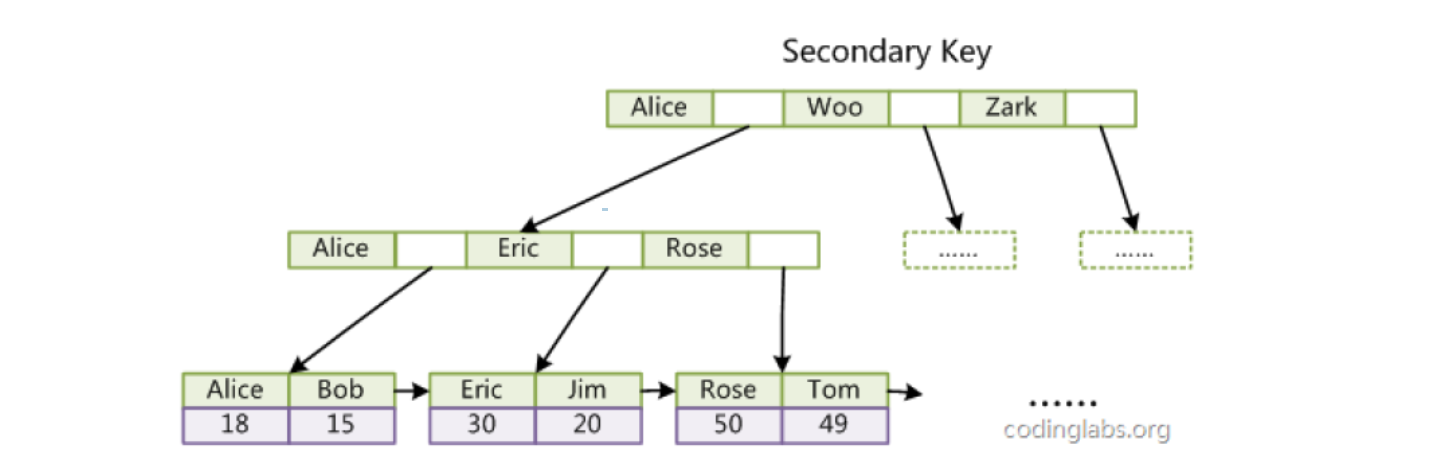 Secondary Key
Alice Woo Zark
Alice Eric Rose
...... ......
Alice Bob Eric Jim Rose Tom
18 15 30 20 50 49
......
codinglabs.org